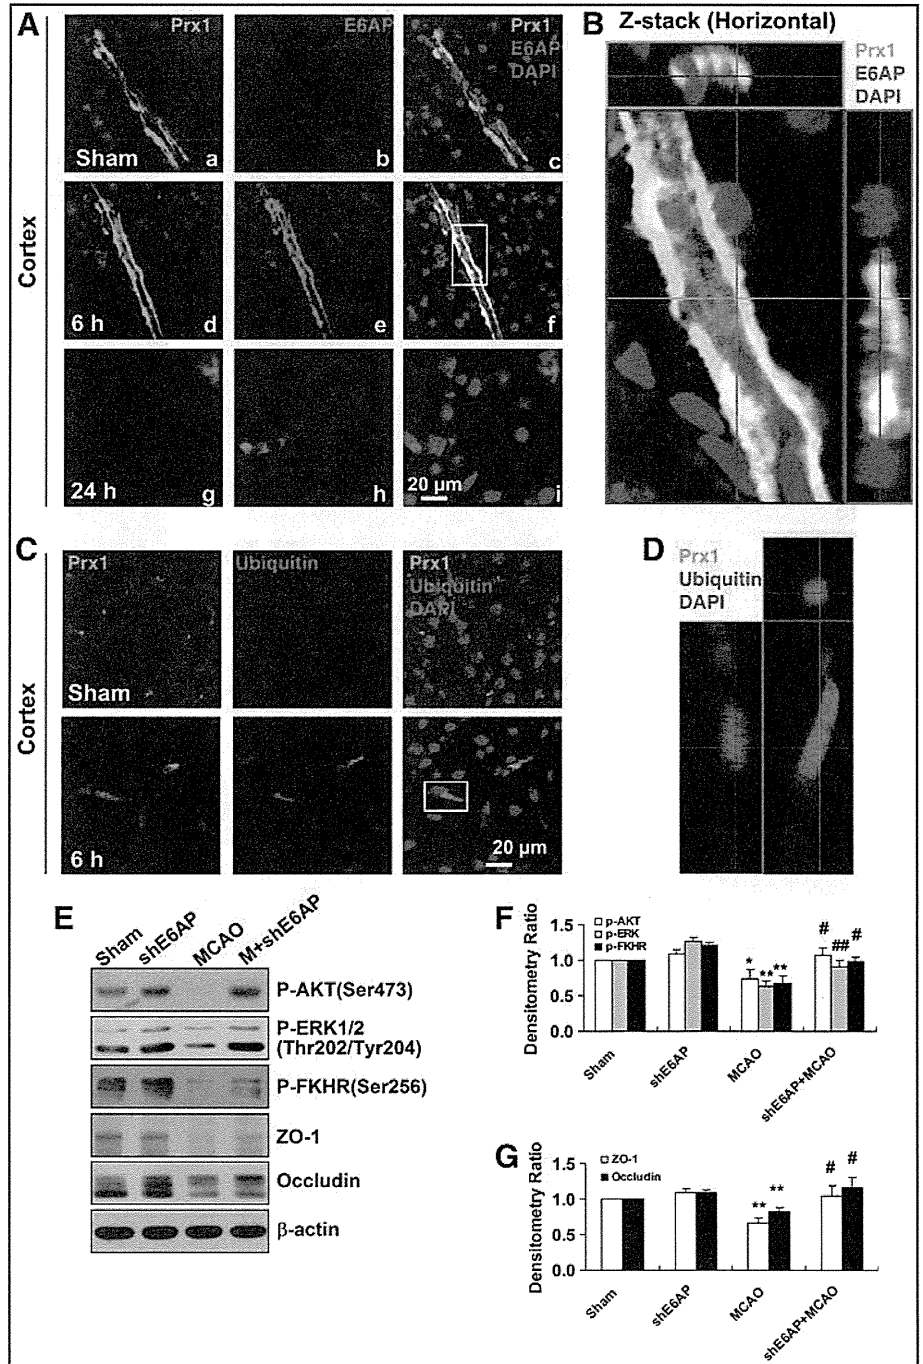 A
Prx1
E6AP
Prx1
E6AP
DAPI
Sham
a
b
c
6 h
d
e
f
24 h
g
h
20 µm
i
Cortex
B
Z-stack (Horizontal)
Prx1
E6AP
DAPI
C
Prx1
Ubiquitin
Prx1
Ubiquitin
DAPI
Sham
6 h
20 µm
Cortex
D
Prx1
Ubiquitin
DAPI
E
Sham
shE6AP
MCAO
M+shE6AP
P-AKT(Ser473)
P-ERK1/2
(Thr202/Tyr204)
P-FKHR(Ser256)
ZO-1
Occludin
β-actin
F
Densitometry Ratio
1.5
1.0
0.5
0.0
p-AKT
p-ERK
p-FKHR
*
**
**
#
##
#
Sham
shE6AP
MCAO
shE6AP+MCAO
G
Densitometry Ratio
1.5
1.0
0.5
0.0
ZO-1
Occludin
**
**
#
#
Sham
shE6AP
MCAO
shE6AP+MCAO